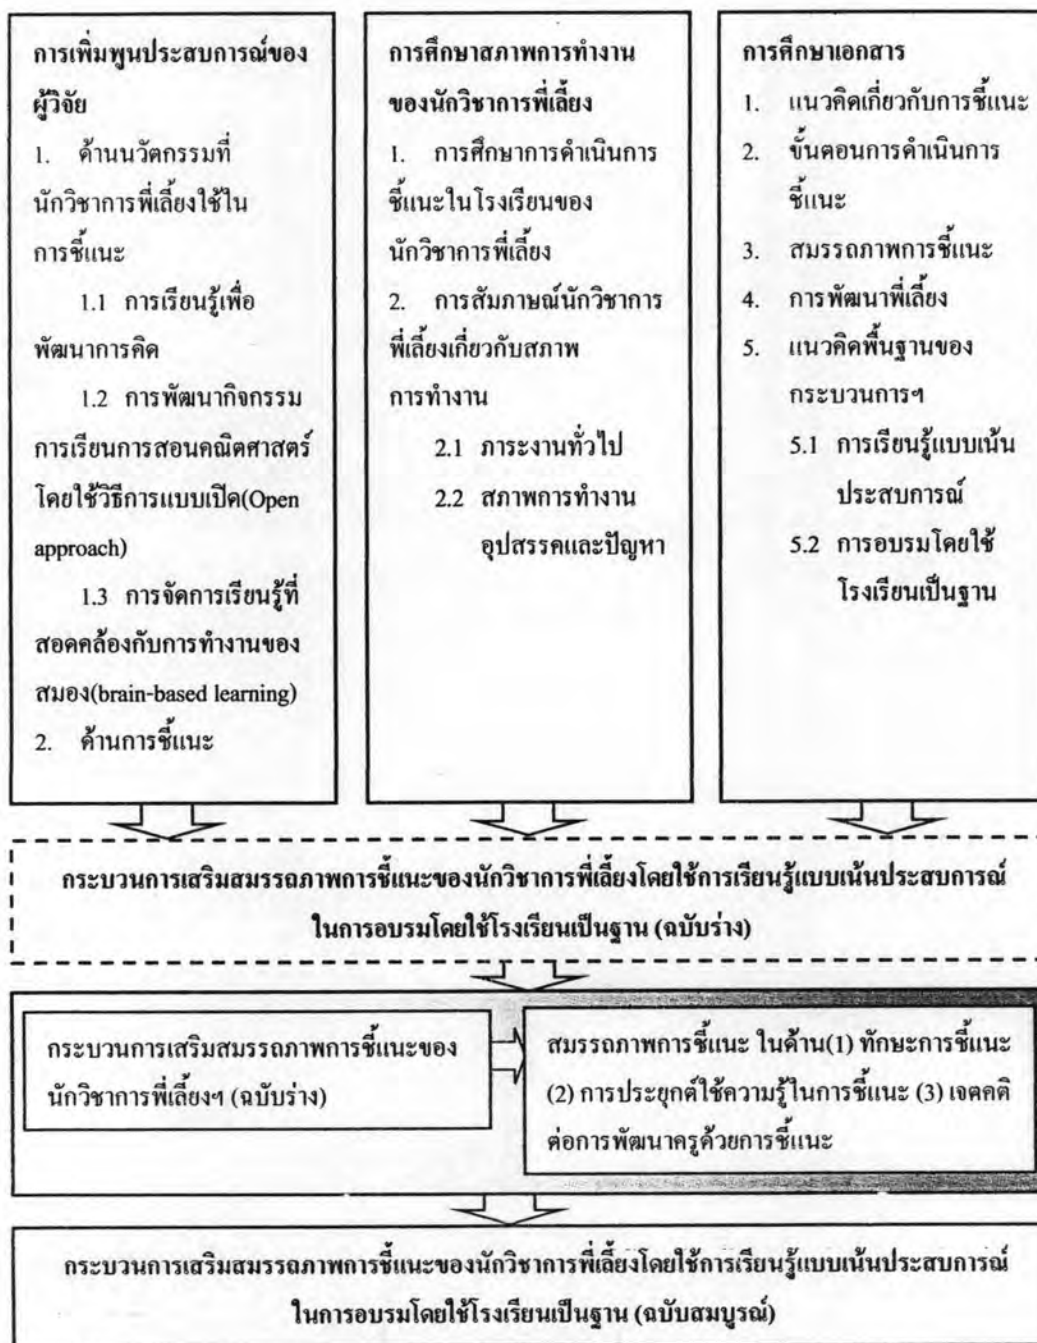 การเพิ่มพูนประสบการณ์ของ
ผู้วิจัย
1. ด้านนวัตกรรมที่
นักวิชาการพี่เลี้ยงใช้ใน
การชี้แนะ
1.1 การเรียนรู้เพื่อ
พัฒนาการคิด
1.2 การพัฒนากิจกรรม
การเรียนการสอนคณิตศาสตร์
โดยใช้วิธีการแบบเปิด(Open
approach)
1.3 การจัดการเรียนรู้ที่
สอดคล้องกับการทำงานของ
สมอง(brain-based learning)
2. ด้านการชี้แนะ
การศึกษาสภาพการทำงาน
ของนักวิชาการพี่เลี้ยง
1. การศึกษาการดำเนินการ
ชี้แนะในโรงเรียนของ
นักวิชาการพี่เลี้ยง
2. การสัมภาษณ์นักวิชาการ
พี่เลี้ยงเกี่ยวกับสภาพ
การทำงาน
2.1 ภาระงานทั่วไป
2.2 สภาพการทำงาน
อุปสรรคและปัญหา
การศึกษาเอกสาร
1. แนวคิดเกี่ยวกับการชี้แนะ
2. ขั้นตอนการดำเนินการ
ชี้แนะ
3. สมรรถภาพการชี้แนะ
4. การพัฒนาพี่เลี้ยง
5. แนวคิดพื้นฐานของ
กระบวนการฯ
5.1 การเรียนรู้แบบเน้น
ประสบการณ์
5.2 การอบรมโดยใช้
โรงเรียนเป็นฐาน
กระบวนการเสริมสมรรถภาพการชี้แนะของนักวิชาการพี่เลี้ยงโดยใช้การเรียนรู้แบบเน้นประสบการณ์
ในการอบรมโดยใช้โรงเรียนเป็นฐาน (ฉบับร่าง)
กระบวนการเสริมสมรรถภาพการชี้แนะของ
นักวิชาการพี่เลี้ยงฯ (ฉบับร่าง)
สมรรถภาพการชี้แนะ ในด้าน(1) ทักษะการชี้แนะ
(2) การประยุกต์ใช้ความรู้ในการชี้แนะ (3) เจตคติ
ต่อการพัฒนาครูด้วยการชี้แนะ
กระบวนการเสริมสมรรถภาพการชี้แนะของนักวิชาการพี่เลี้ยงโดยใช้การเรียนรู้แบบเน้นประสบการณ์
ในการอบรมโดยใช้โรงเรียนเป็นฐาน (ฉบับสมบูรณ์)